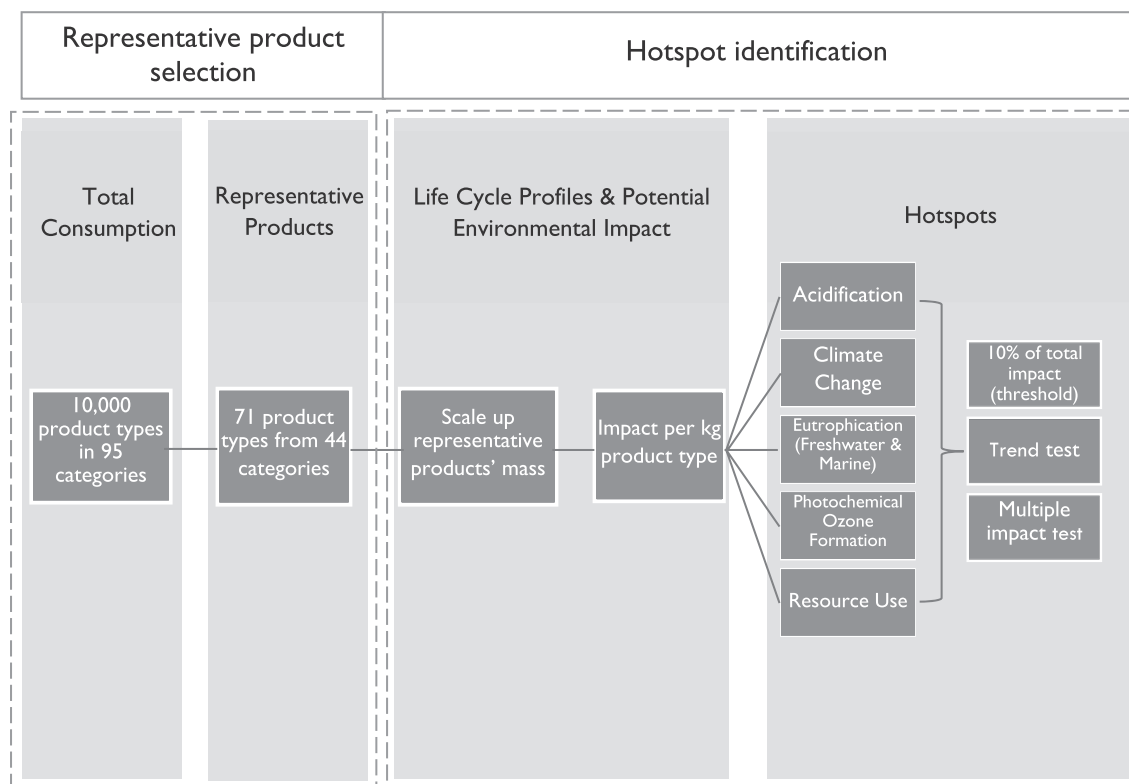 Representative product
selection
Hotspot identification
Total
Consumption
Representative
Products
Life Cycle Profiles & Potential
Environmental Impact
Hotspots
10,000
product types
in 95
categories
71 product
types from 44
categories
Scale up
representative
products’ mass
Impact per kg
product type
Acidification
Climate
Change
Eutrophication
(Freshwater &
Marine)
Photochemical
Ozone
Formation
Resource Use
10% of total
impact
(threshold)
Trend test
Multiple
impact test